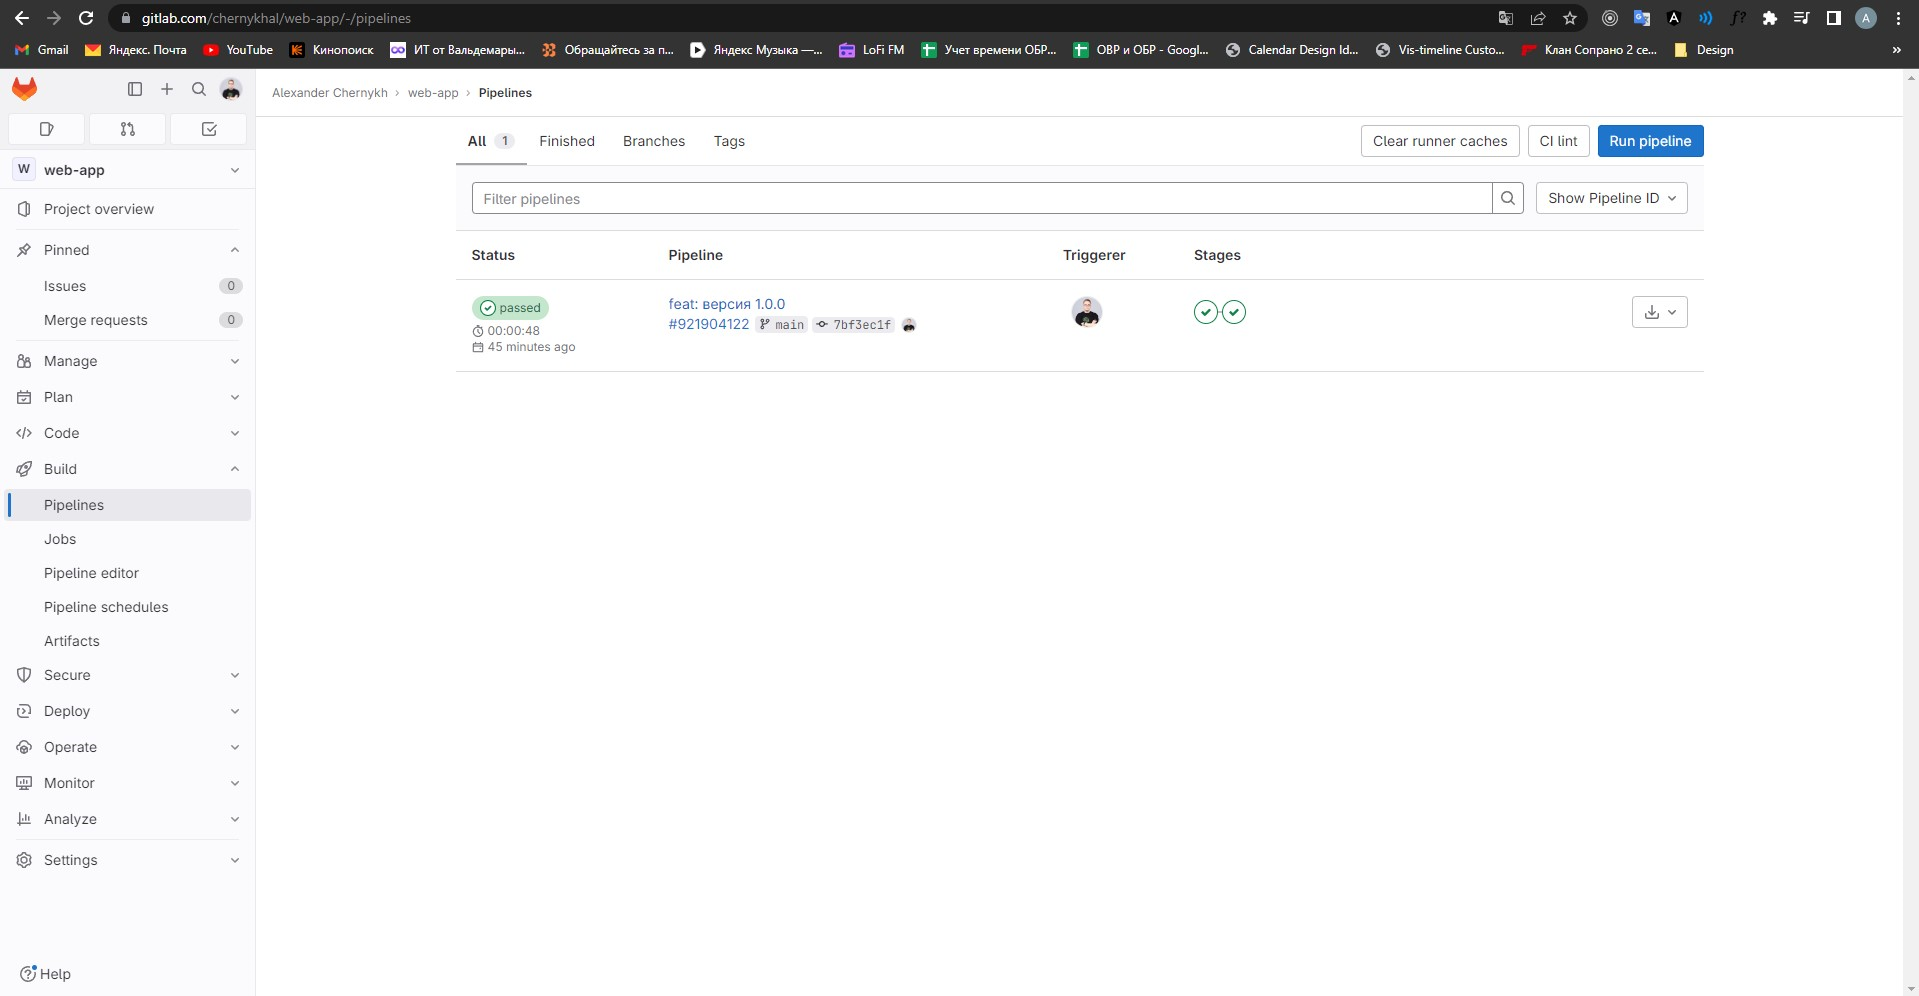 gitlab.com/chernykhal/web-app/-/pipelines
A
A
Gmail
Яндекс. Почта
YouTube
Кинопоиск
ИТ от Вальдемары...
Обращайтесь за п...
Яндекс Музыка —...
LoFi FM
Учет времени ОБР...
ОВР и ОБР - Googl...
Calendar Design Id...
Vis-timeline Custo...
Клан Сопрано 2 се...
Design
»
Alexander Chernykh › web-app › Pipelines
W web-app
Project overview
Pinned
Issues 0
Merge requests 0
Manage
Plan
Code
Build
Pipelines
Jobs
Pipeline editor
Pipeline schedules
Artifacts
Secure
Deploy
Operate
Monitor
Analyze
Settings
Help
All 1
Finished
Branches
Tags
Clear runner caches
CI lint
Run pipeline
Filter pipelines
Show Pipeline ID
Status
Pipeline
Triggerer
Stages
passed
00:00:48
45 minutes ago
feat: версия 1.0.0
#921904122 main 7bf3ec1f